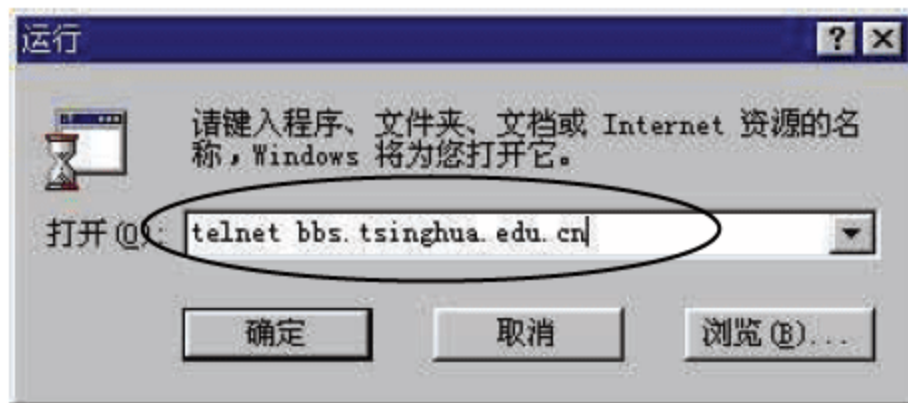 运行
请键入程序、文件夹、文档或 Internet 资源的名
称，Windows 将为您打开它。
打开(O): telnet bbs.tsinghua.edu.cn
确定 取消 浏览(B)...